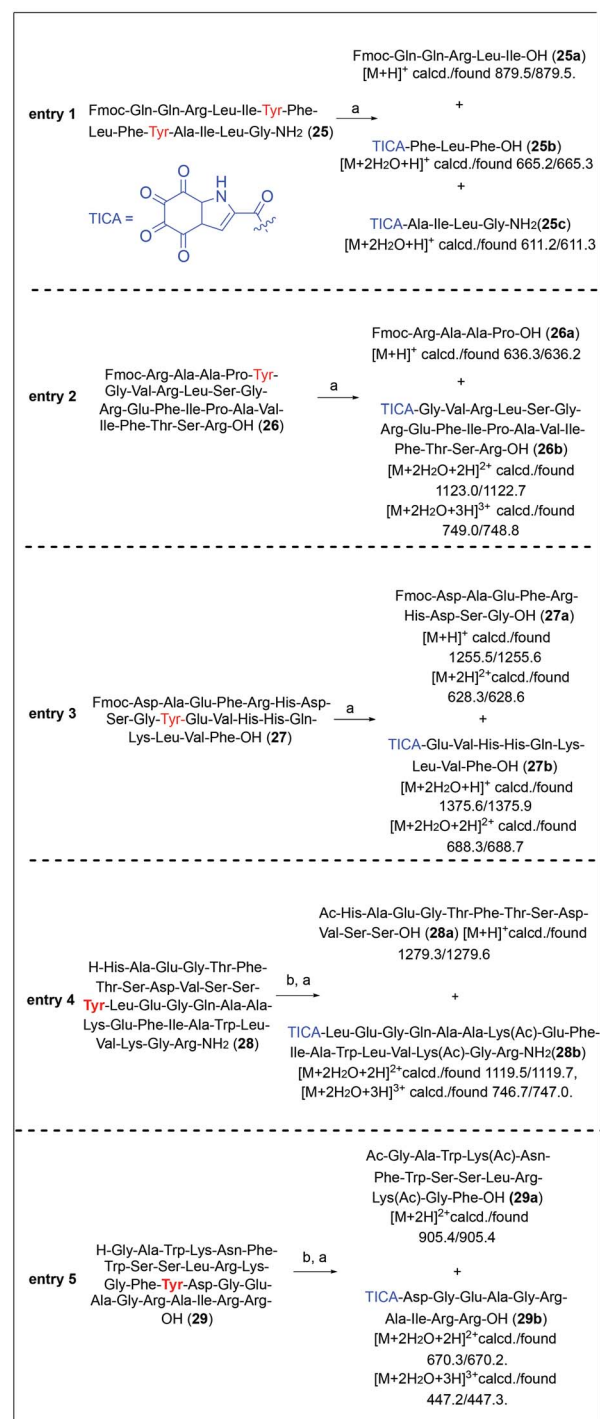 entry 1
Fmoc-Gln-Gln-Arg-Leu-Ile-Tyr-Phe-
Leu-Phe-Tyr-Ala-Ile-Leu-Gly-NH2 (25)
a
Fmoc-Gln-Gln-Arg-Leu-Ile-OH (25a)
[M+H]+ calcd./found 879.5/879.5.
+
TICA-Phe-Leu-Phe-OH (25b)
[M+2H2O+H]+ calcd./found 665.2/665.3
+
TICA-Ala-Ile-Leu-Gly-NH2(25c)
[M+2H2O+H]+ calcd./found 611.2/611.3
TICA =
O
O
O
O
H
N
O
entry 2
Fmoc-Arg-Ala-Ala-Pro-Tyr-
Gly-Val-Arg-Leu-Ser-Gly-
Arg-Glu-Phe-Ile-Pro-Ala-Val-
Ile-Phe-Thr-Ser-Arg-OH (26)
a
Fmoc-Arg-Ala-Ala-Pro-OH (26a)
[M+H]+ calcd./found 636.3/636.2
+
TICA-Gly-Val-Arg-Leu-Ser-Gly-
Arg-Glu-Phe-Ile-Pro-Ala-Val-Ile-
Phe-Thr-Ser-Arg-OH (26b)
[M+2H2O+2H]2+ calcd./found
1123.0/1122.7
[M+2H2O+3H]3+ calcd./found
749.0/748.8
entry 3
Fmoc-Asp-Ala-Glu-Phe-Arg-His-Asp-
Ser-Gly-Tyr-Glu-Val-His-His-Gln-
Lys-Leu-Val-Phe-OH (27)
a
Fmoc-Asp-Ala-Glu-Phe-Arg-
His-Asp-Ser-Gly-OH (27a)
[M+H]+ calcd./found
1255.5/1255.6
[M+2H]2+calcd./found
628.3/628.6
+
TICA-Glu-Val-His-His-Gln-Lys-
Leu-Val-Phe-OH (27b)
[M+2H2O+H]+ calcd./found
1375.6/1375.9
[M+2H2O+2H]2+ calcd./found
688.3/688.7
entry 4
H-His-Ala-Glu-Gly-Thr-Phe-
Thr-Ser-Asp-Val-Ser-Ser-
Tyr-Leu-Glu-Gly-Gln-Ala-Ala-
Lys-Glu-Phe-Ile-Ala-Trp-Leu-
Val-Lys-Gly-Arg-NH2 (28)
b, a
Ac-His-Ala-Glu-Gly-Thr-Phe-Thr-Ser-Asp-
Val-Ser-Ser-OH (28a) [M+H]+calcd./found
1279.3/1279.6
+
TICA-Leu-Glu-Gly-Gln-Ala-Ala-Lys(Ac)-Glu-Phe-
Ile-Ala-Trp-Leu-Val-Lys(Ac)-Gly-Arg-NH2(28b)
[M+2H2O+2H]2+calcd./found 1119.5/1119.7,
[M+2H2O+3H]3+ calcd./found 746.7/747.0.
entry 5
H-Gly-Ala-Trp-Lys-Asn-Phe-
Trp-Ser-Ser-Leu-Arg-Lys-
Gly-Phe-Tyr-Asp-Gly-Glu-
Ala-Gly-Arg-Ala-Ile-Arg-Arg-
OH (29)
b, a
Ac-Gly-Ala-Trp-Lys(Ac)-Asn-
Phe-Trp-Ser-Ser-Leu-Arg-
Lys(Ac)-Gly-Phe-OH (29a)
[M+2H]2+calcd./found
905.4/905.4
+
TICA-Asp-Gly-Glu-Ala-Gly-Arg-
Ala-Ile-Arg-Arg-OH (29b)
[M+2H2O+2H]2+calcd./found
670.3/670.2.
[M+2H2O+3H]3+calcd./found
447.2/447.3.